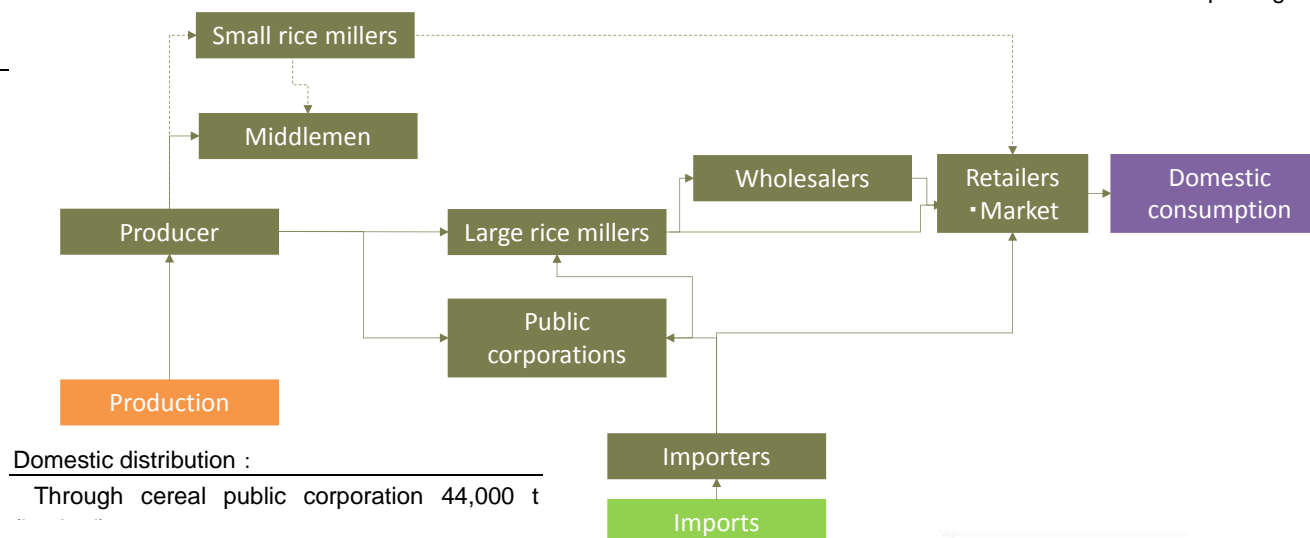 Small rice millers
Middlemen
Wholesalers
Retailers
・Market
Domestic
consumption
Producer
Large rice millers
Public
corporations
Production
Domestic distribution :
Through cereal public corporation 44,000 t
Importers
Imports